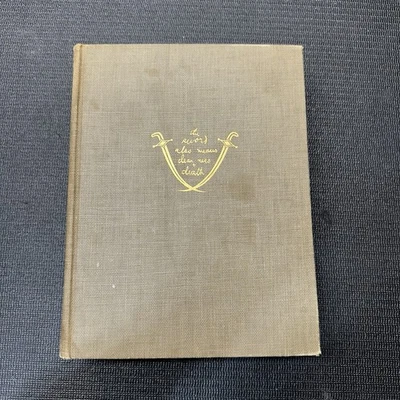 the
sword
also means
clean-ness
+
death